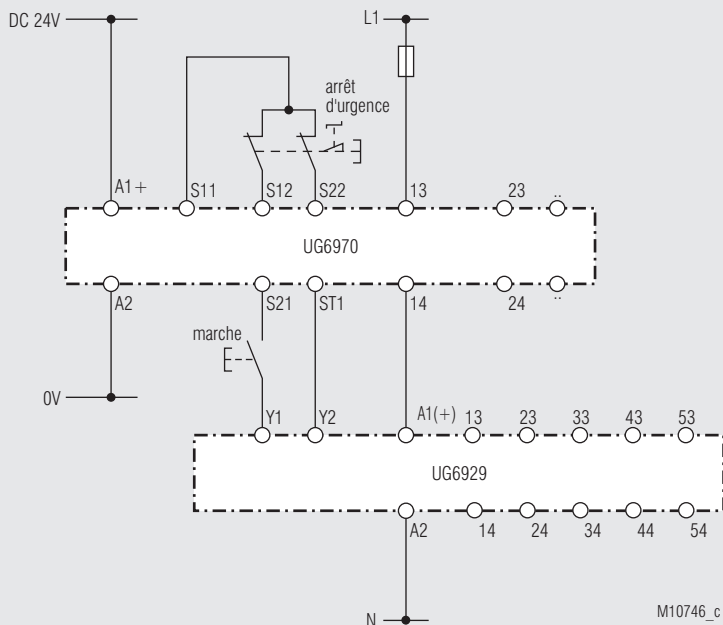 DC 24V
L1
arrêt
d'urgence
A1+ S11 S12 S22 13 23 ..
UG6970
A2 S21 ST1 14 24 ..
marche
0V
Y1 Y2 A1(+) 13 23 33 43 53
UG6929
A2 14 24 34 44 54
N
M10746_c